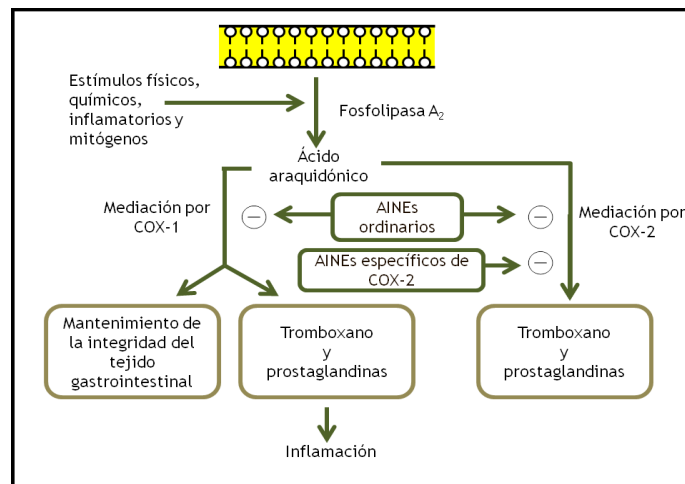 Estímulos físicos,
químicos,
inflamatorios y
mitógenos
Fosfolipasa A₂
Ácido
araquidónico
Mediación por
COX-1
AINEs
ordinarios
Mediación por
COX-2
AINEs específicos de
COX-2
Mantenimiento de
la integridad del
tejido
gastrointestinal
Tromboxano
y
prostaglandinas
Tromboxano
y
prostaglandinas
Inflamación